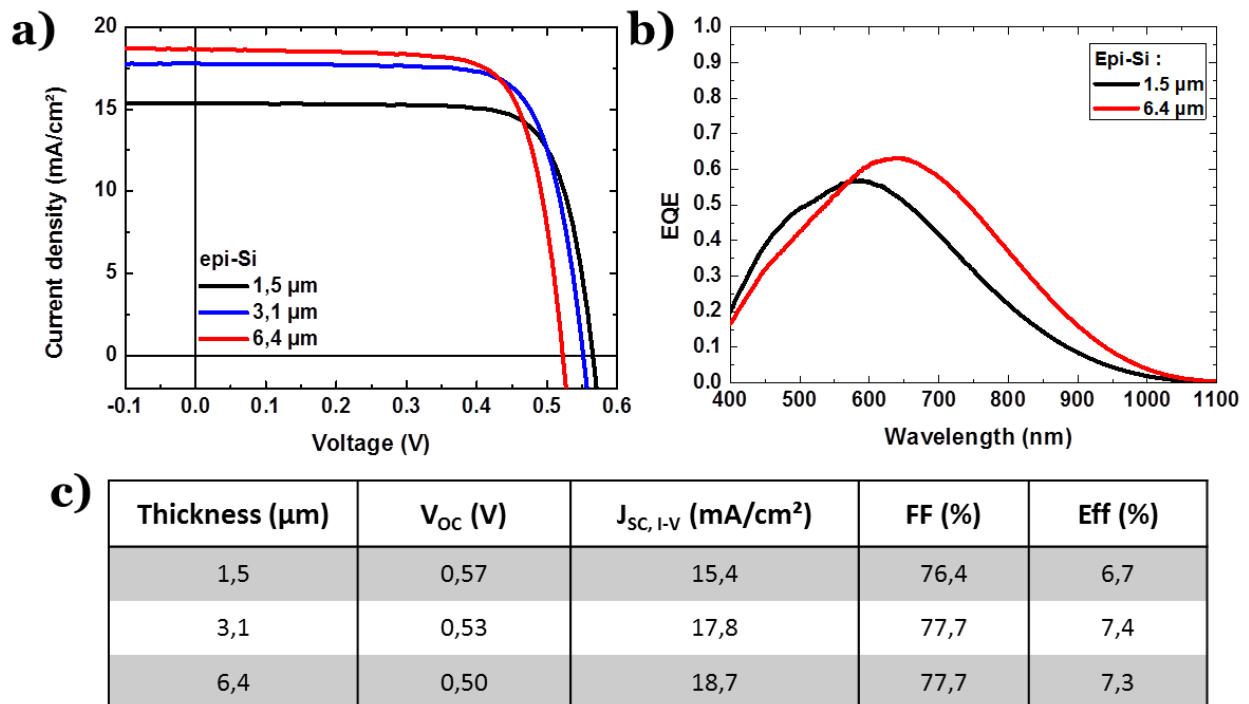 a)
20
15
10
5
0
Current density (mA/cm²)
epi-Si
1,5 µm
3,1 µm
6,4 µm
-0.1 0.0 0.1 0.2 0.3 0.4 0.5 0.6
Voltage (V)
b)
1.0
0.9
0.8
0.7
0.6
0.5
0.4
0.3
0.2
0.1
0.0
EQE
Epi-Si :
1.5 µm
6.4 µm
400 500 600 700 800 900 1000 1100
Wavelength (nm)
c)
Thickness (µm) V_OC (V) J_SC, I-V (mA/cm²) FF (%) Eff (%)
1,5 0,57 15,4 76,4 6,7
3,1 0,53 17,8 77,7 7,4
6,4 0,50 18,7 77,7 7,3